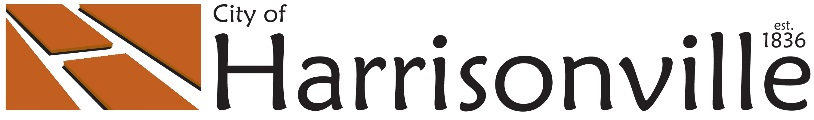 City of
Harrisonville
est.
1836